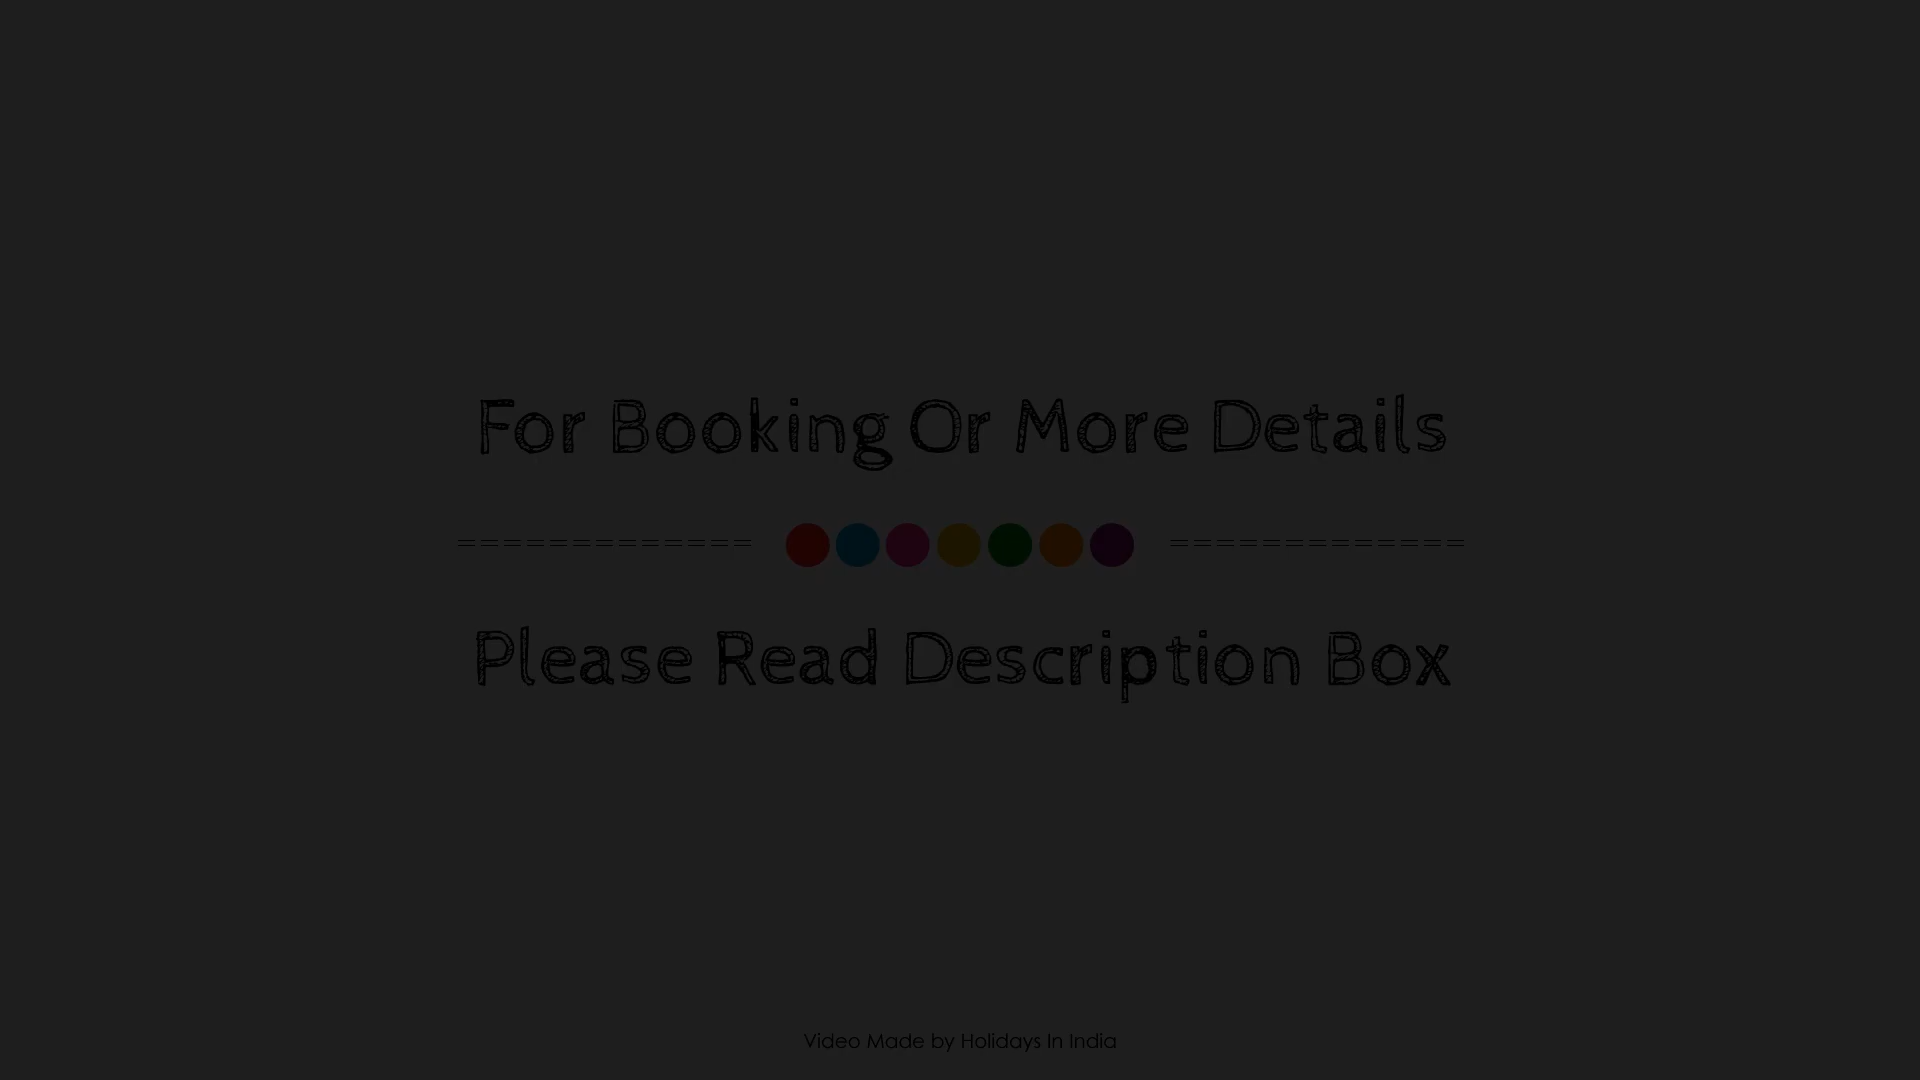 For Booking Or More Details
============= =============
Please Read Description Box
Video Made by Holidays In India